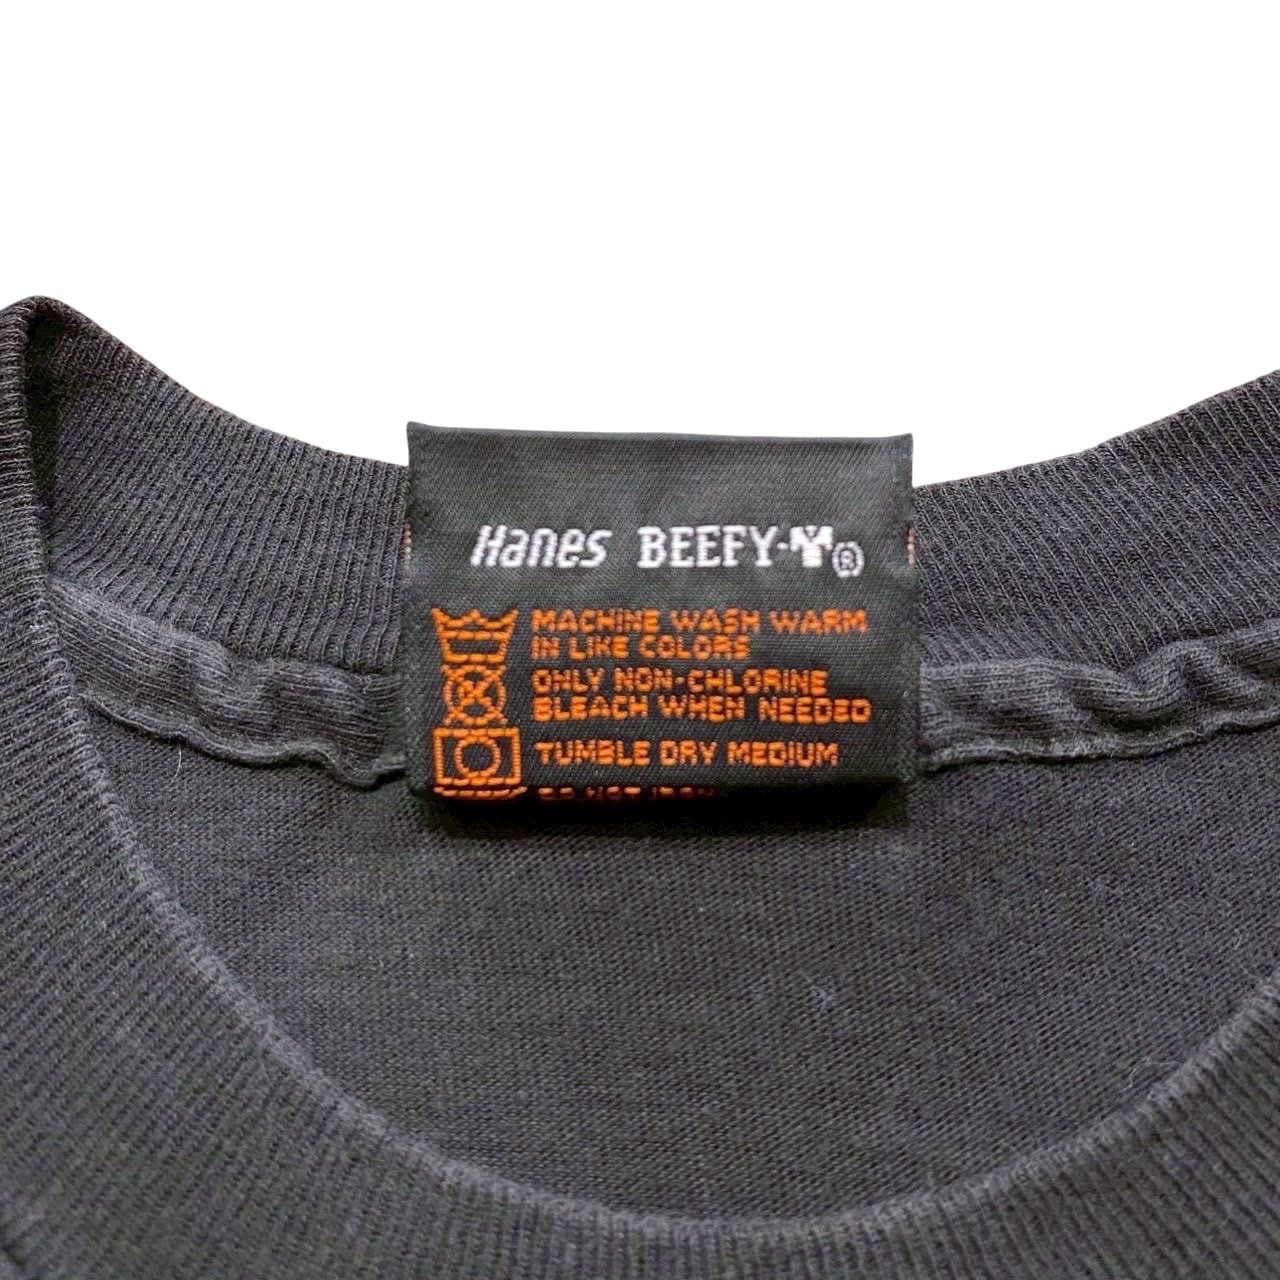 Hanes BEEFY-T®
MACHINE WASH WARM
IN LIKE COLORS
ONLY NON-CHLORINE
BLEACH WHEN NEEDED
TUMBLE DRY MEDIUM